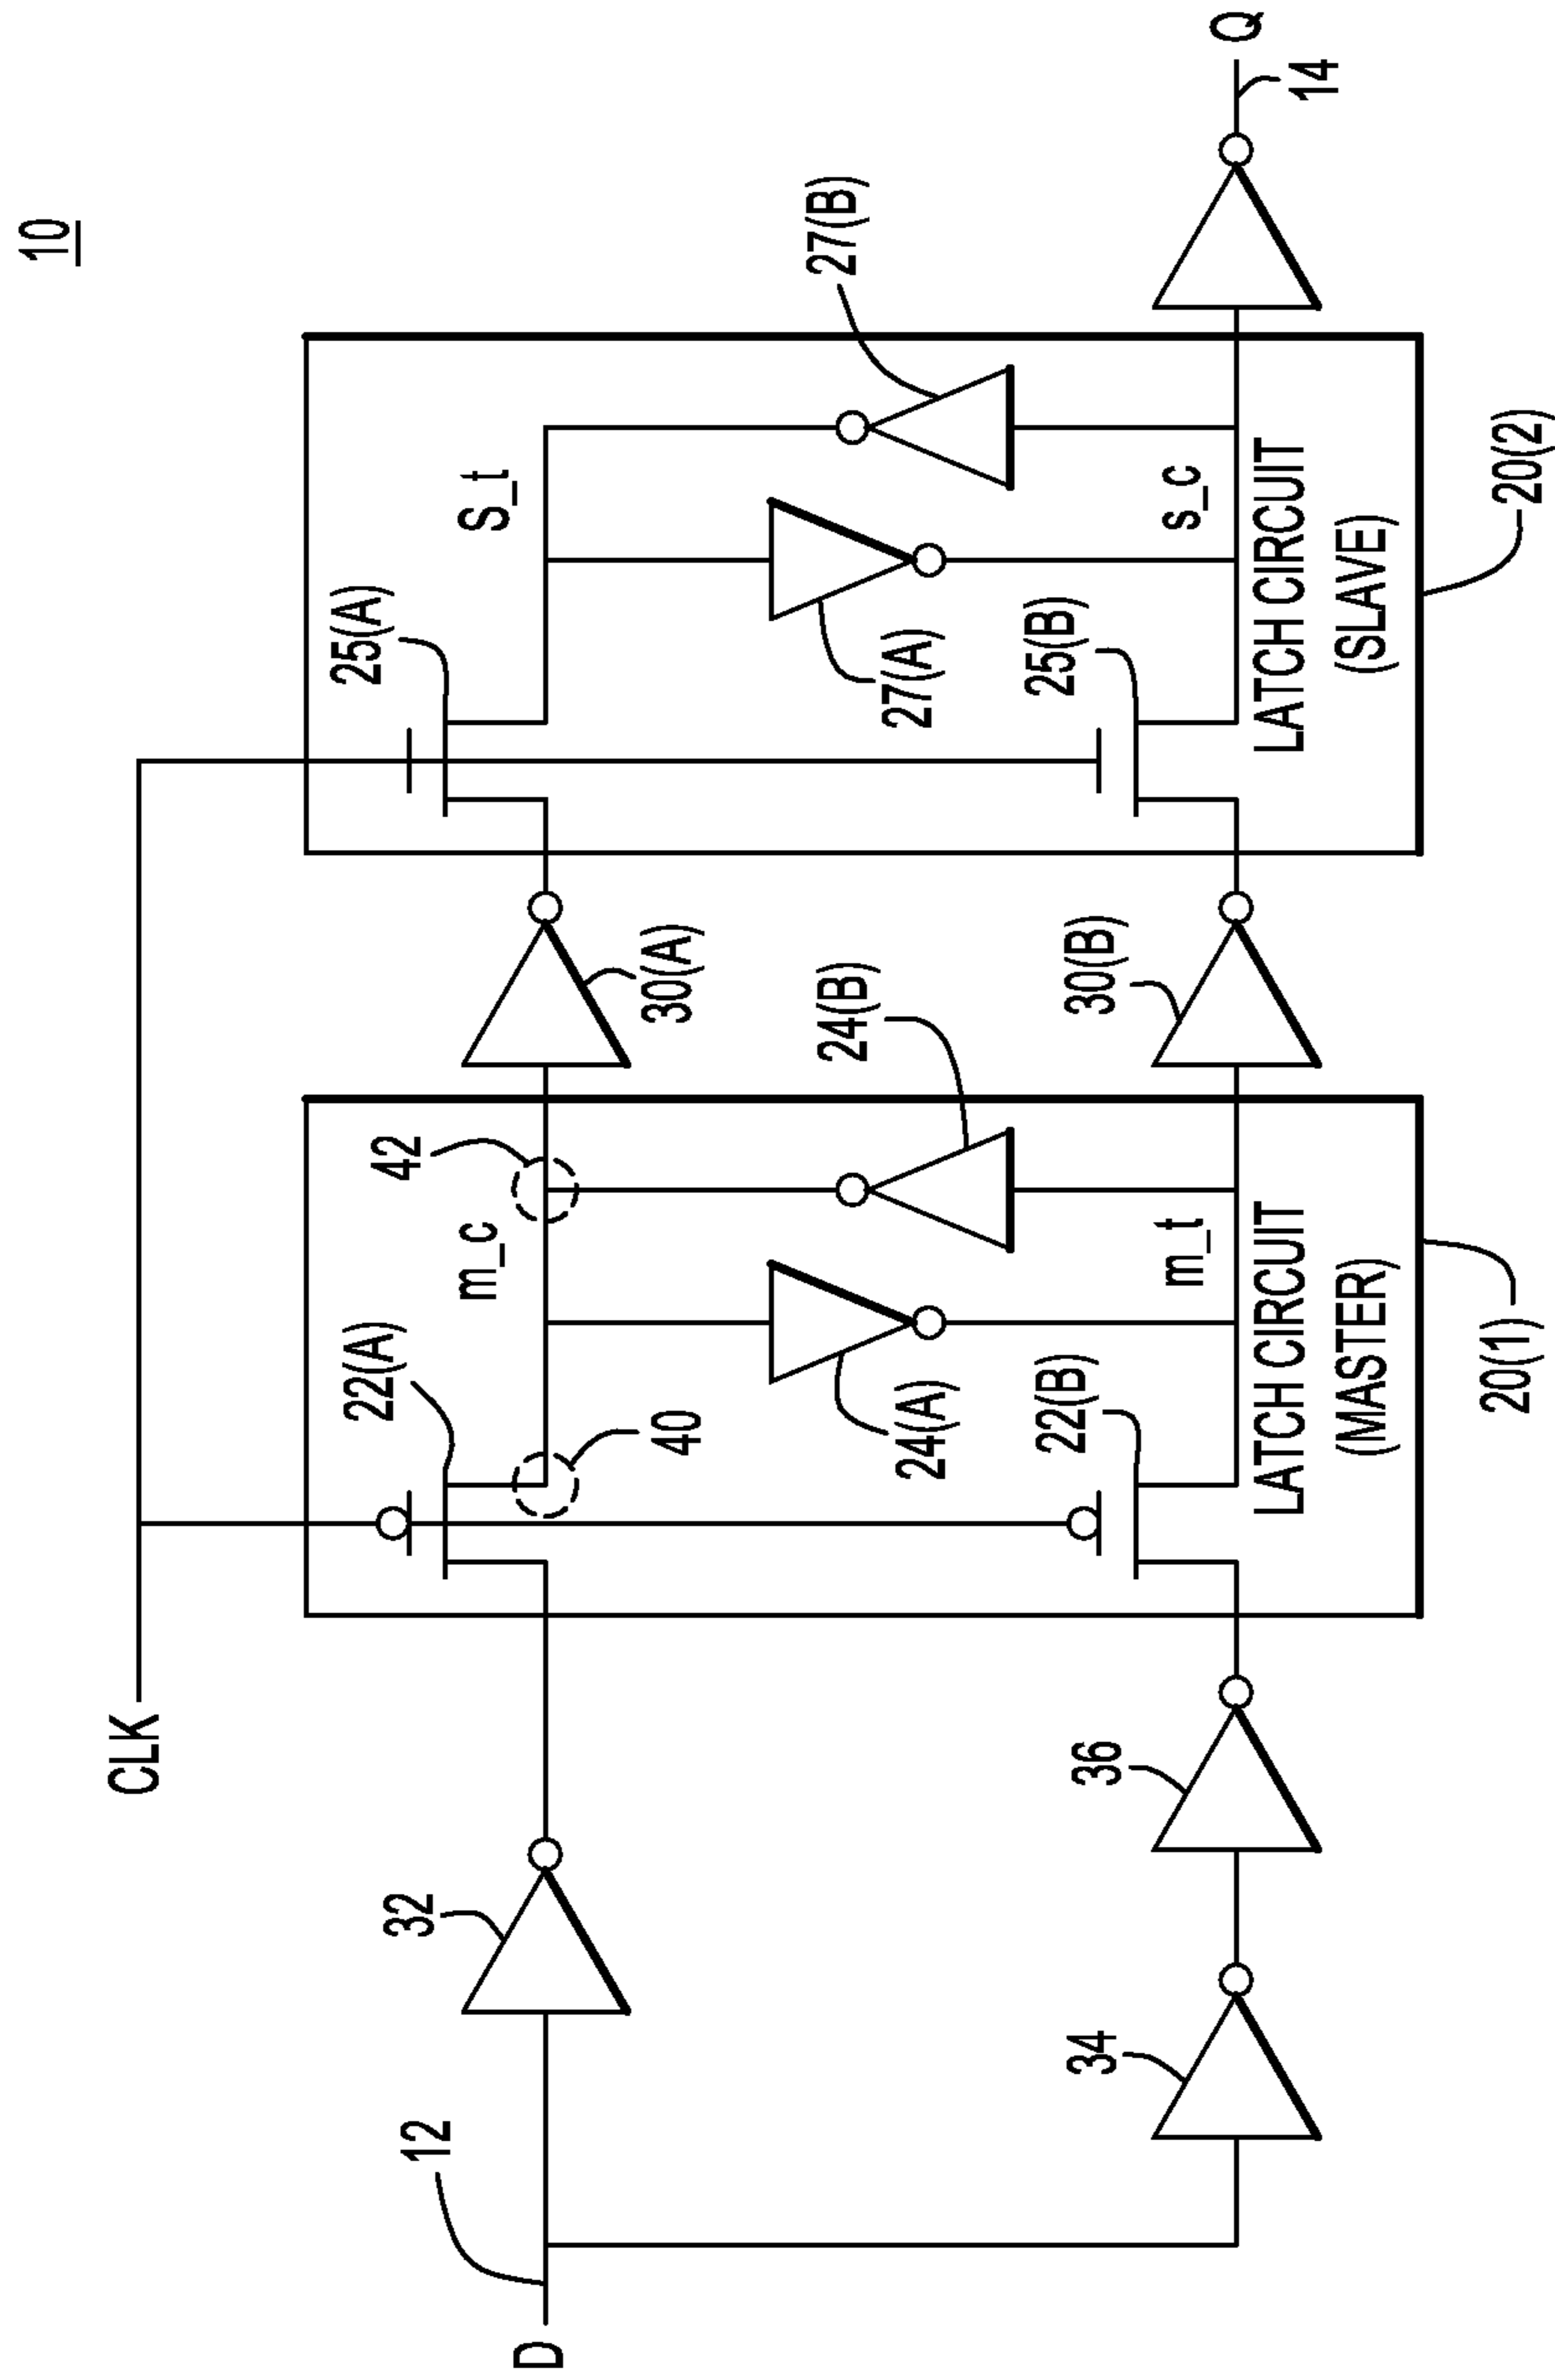 10
CLK
D
12
32
34
36
22(A)
40
m_c
42
24(A)
24(B)
22(B)
m_t
LATCH CIRCUIT
(MASTER)
20(1)
30(A)
30(B)
25(A)
S_t
27(A)
27(B)
25(B)
s_c
LATCH CIRCUIT
(SLAVE)
20(2)
Q
14